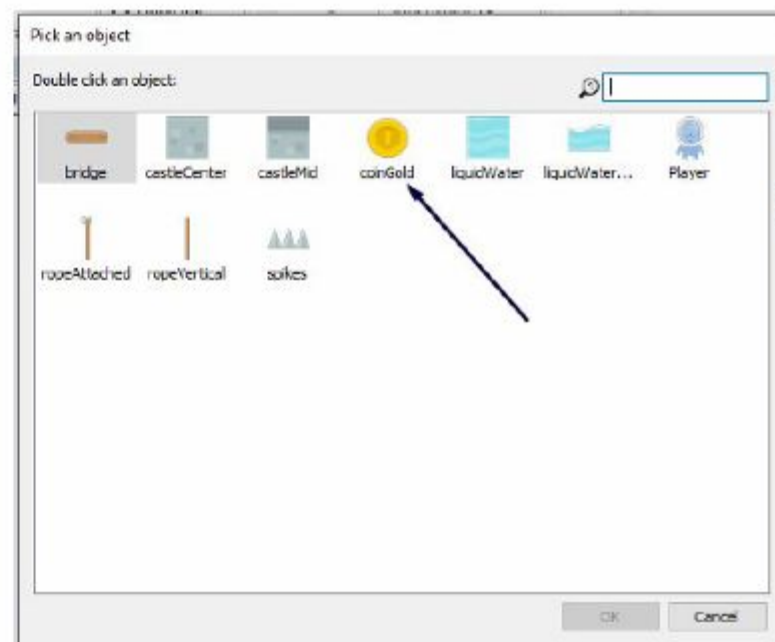 Pick an object
Double click an object:
bridge castleCenter castleMid coinGold liquidWater liquidWater... Player
ropeAttached ropeVertical spikes
OK Cancel